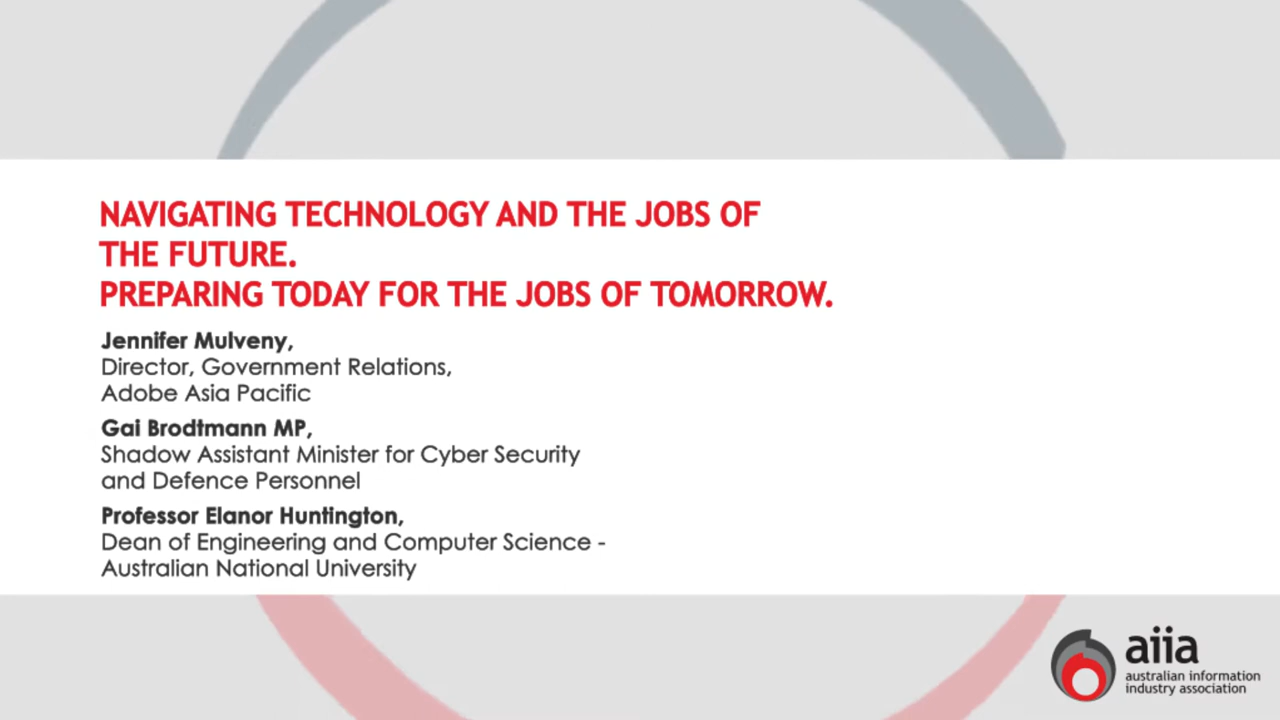 NAVIGATING TECHNOLOGY AND THE JOBS OF
THE FUTURE.
PREPARING TODAY FOR THE JOBS OF TOMORROW.
Jennifer Mulveny,
Director, Government Relations,
Adobe Asia Pacific
Gai Brodtmann MP,
Shadow Assistant Minister for Cyber Security
and Defence Personnel
Professor Elanor Huntington,
Dean of Engineering and Computer Science -
Australian National University
aiia
australian information
industry association